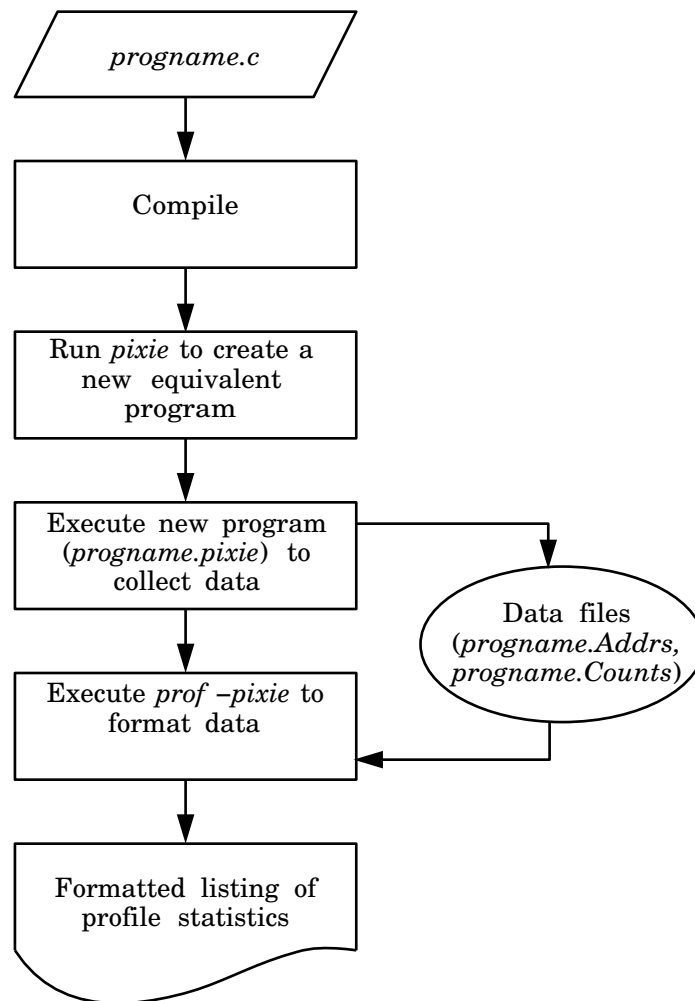 progname.c
Compile
Run pixie to create a
new equivalent
program
Execute new program
(progname.pixie) to
collect data
Data files
(progname.Addrs,
progname.Counts)
Execute prof –pixie to
format data
Formatted listing of
profile statistics